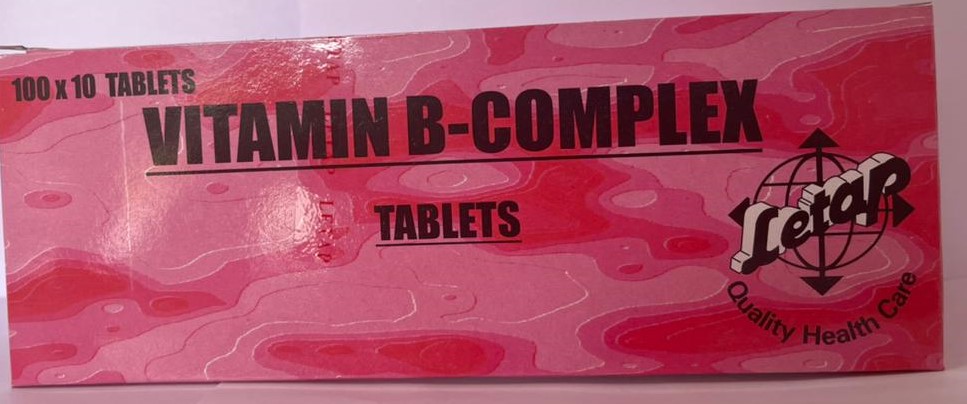 100 x 10 TABLETS
VITAMIN B-COMPLEX
TABLETS
Letap
Quality Health Care